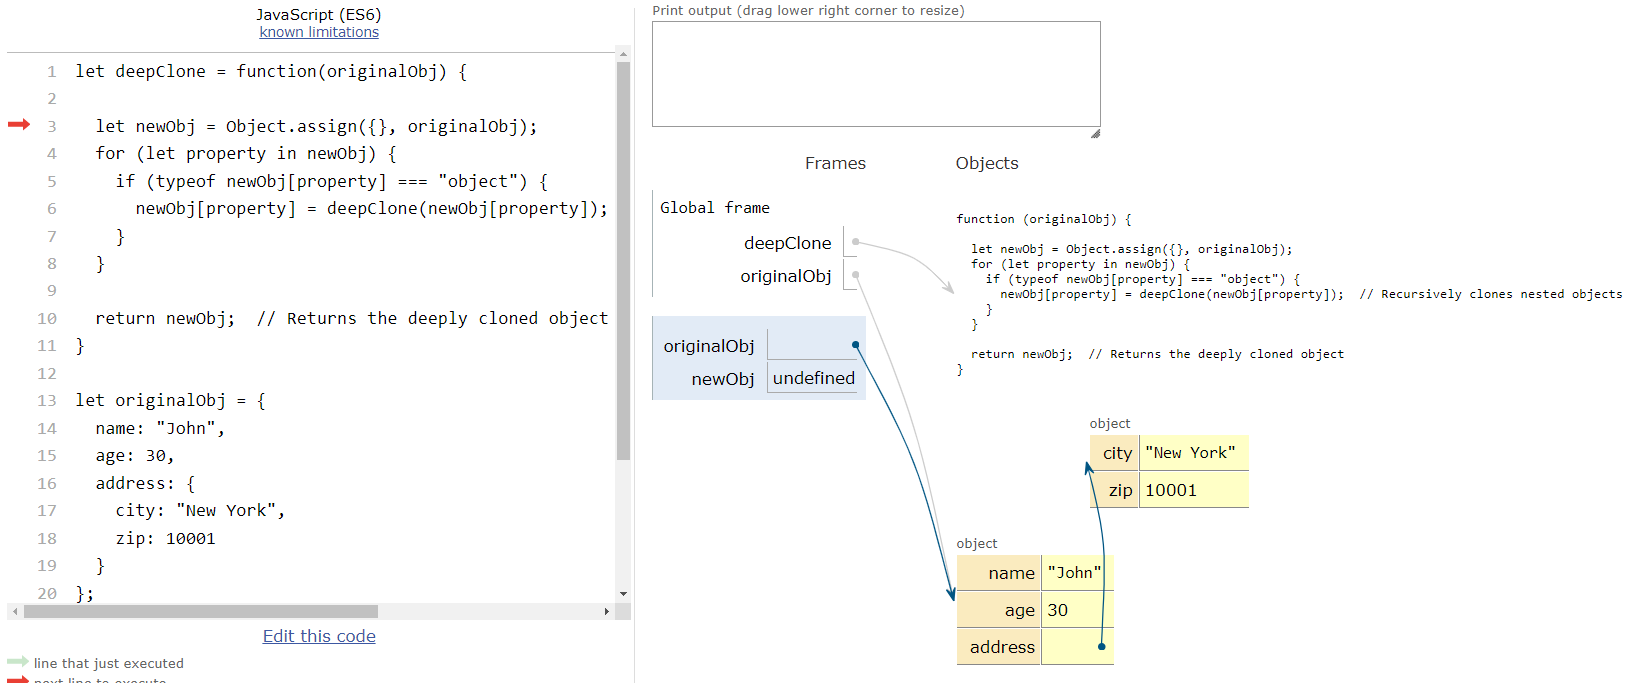 JavaScript (ES6)
known limitations
1 let deepClone = function(originalObj) {
2
3 let newObj = Object.assign({}, originalObj);
4 for (let property in newObj) {
5 if (typeof newObj[property] === "object") {
6 newObj[property] = deepClone(newObj[property]);
7 }
8 }
9
10 return newObj;  // Returns the deeply cloned object
11 }
12
13 let originalObj = {
14 name: "John",
15 age: 30,
16 address: {
17 city: "New York",
18 zip: 10001
19 }
20 };
Edit this code
line that just executed
next line to execute
Print output (drag lower right corner to resize)
Frames
Objects
Global frame
deepClone
originalObj
originalObj
newObj undefined
function (originalObj) {
let newObj = Object.assign({}, originalObj);
for (let property in newObj) {
if (typeof newObj[property] === "object") {
newObj[property] = deepClone(newObj[property]);  // Recursively clones nested objects
}
}
return newObj;  // Returns the deeply cloned object
}
object
city "New York"
zip 10001
object
name "John"
age 30
address